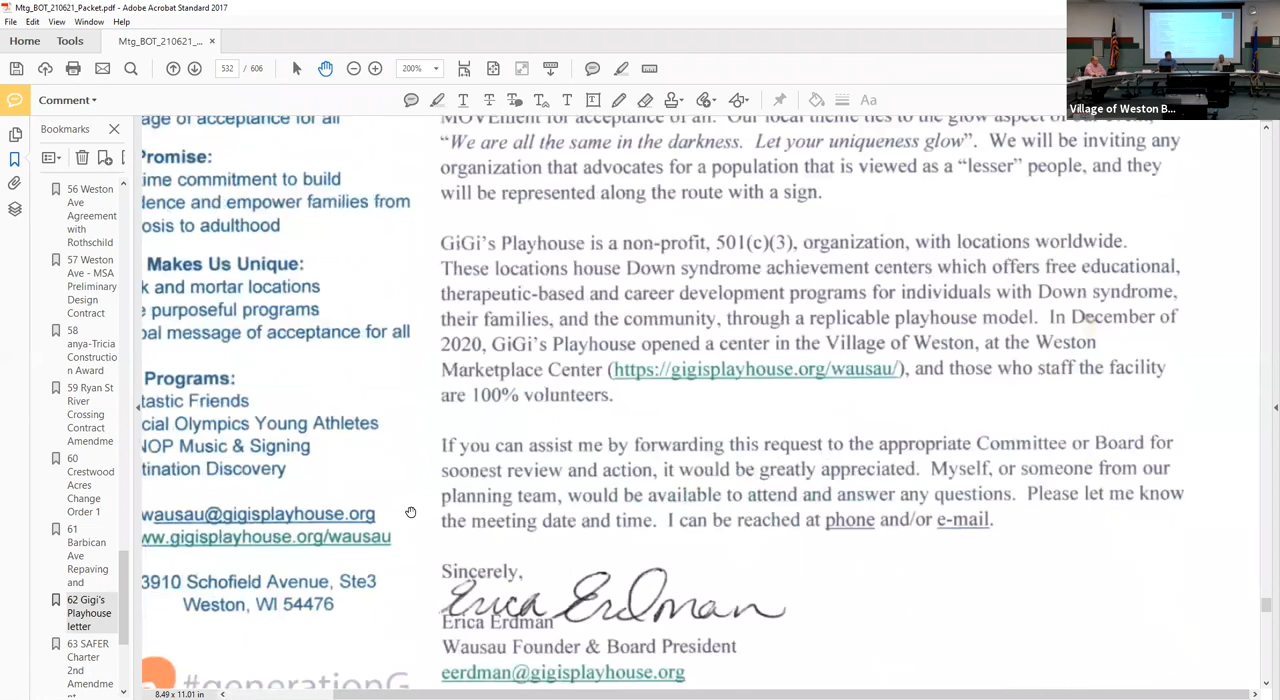 Mtg_BOT_210621_Packet.pdf - Adobe Acrobat Standard 2017
File Edit View Window Help
Home Tools Mtg_BOT_210621_... ×
532 / 606 200%
Comment
Village of Weston B...
Bookmarks
56 Weston
Ave
Agreement
with
Rothschild
57 Weston
Ave - MSA
Preliminary
Design
Contract
58
anya-Tricia
Constructio
n Award
59 Ryan St
River
Crossing
Contract
Amendme
60
Crestwood
Acres
Change
Order 1
61
Barbican
Ave
Repaving
and
62 Gigi's
Playhouse
letter
63 SAFER
Charter
2nd
Amendme
age of acceptance for all
Promise:
time commitment to build
dence and empower families from
osis to adulthood
Makes Us Unique:
k and mortar locations
e purposeful programs
bal message of acceptance for all
Programs:
tastic Friends
cial Olympics Young Athletes
NOP Music & Signing
tination Discovery
wausau@gigisplayhouse.org
ww.gigisplayhouse.org/wausau
3910 Schofield Avenue, Ste3
Weston, WI 54476
#generationG
MOVEment for acceptance of all. Our local theme ties to the glow aspect of our event,
“We are all the same in the darkness. Let your uniqueness glow”. We will be inviting any
organization that advocates for a population that is viewed as a “lesser” people, and they
will be represented along the route with a sign.
GiGi’s Playhouse is a non-profit, 501(c)(3), organization, with locations worldwide.
These locations house Down syndrome achievement centers which offers free educational,
therapeutic-based and career development programs for individuals with Down syndrome,
their families, and the community, through a replicable playhouse model. In December of
2020, GiGi’s Playhouse opened a center in the Village of Weston, at the Weston
Marketplace Center (https://gigisplayhouse.org/wausau/), and those who staff the facility
are 100% volunteers.
If you can assist me by forwarding this request to the appropriate Committee or Board for
soonest review and action, it would be greatly appreciated. Myself, or someone from our
planning team, would be available to attend and answer any questions. Please let me know
the meeting date and time. I can be reached at phone and/or e-mail.
Sincerely,
Erica Erdman
Erica Erdman
Wausau Founder & Board President
eerdman@gigisplayhouse.org
8.49 x 11.01 in